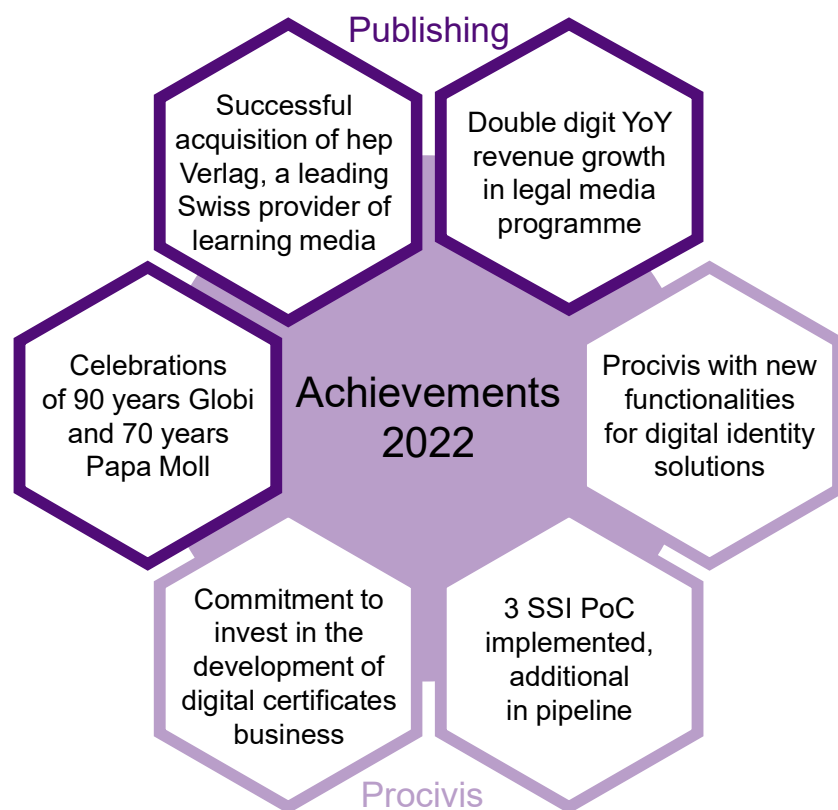 Publishing
Successful
acquisition of hep
Verlag, a leading
Swiss provider of
learning media
Double digit YoY
revenue growth
in legal media
programme
Celebrations
of 90 years Globi
and 70 years
Papa Moll
Achievements
2022
Procivis with new
functionalities
for digital identity
solutions
Commitment to
invest in the
development of
digital certificates
business
3 SSI PoC
implemented,
additional
in pipeline
Procivis